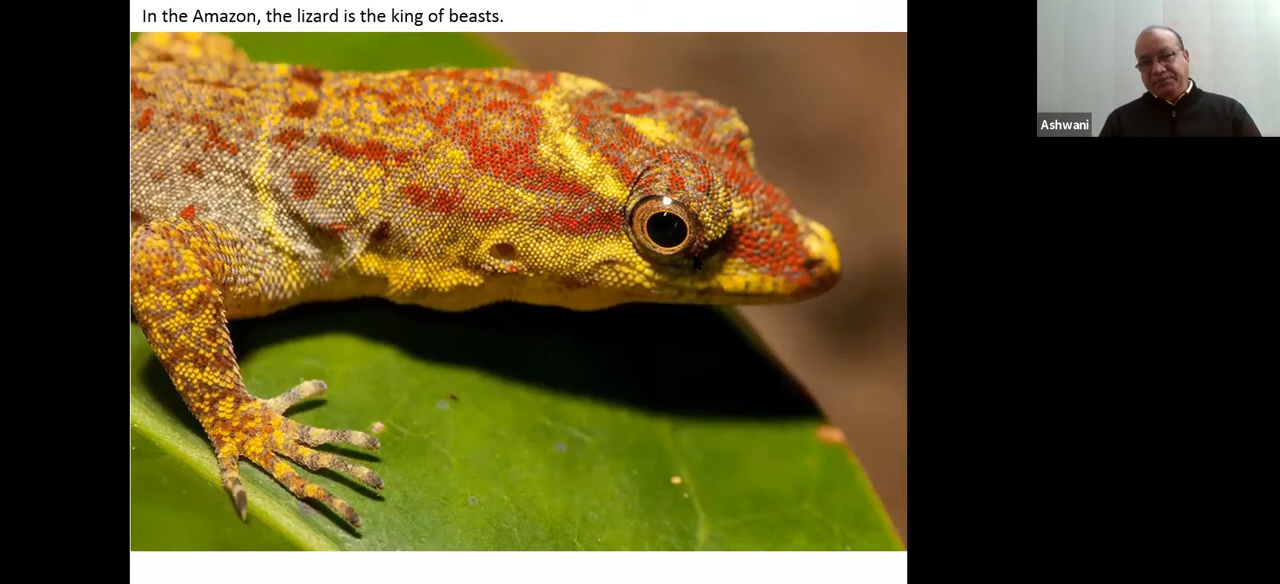 In the Amazon, the lizard is the king of beasts.
Ashwani